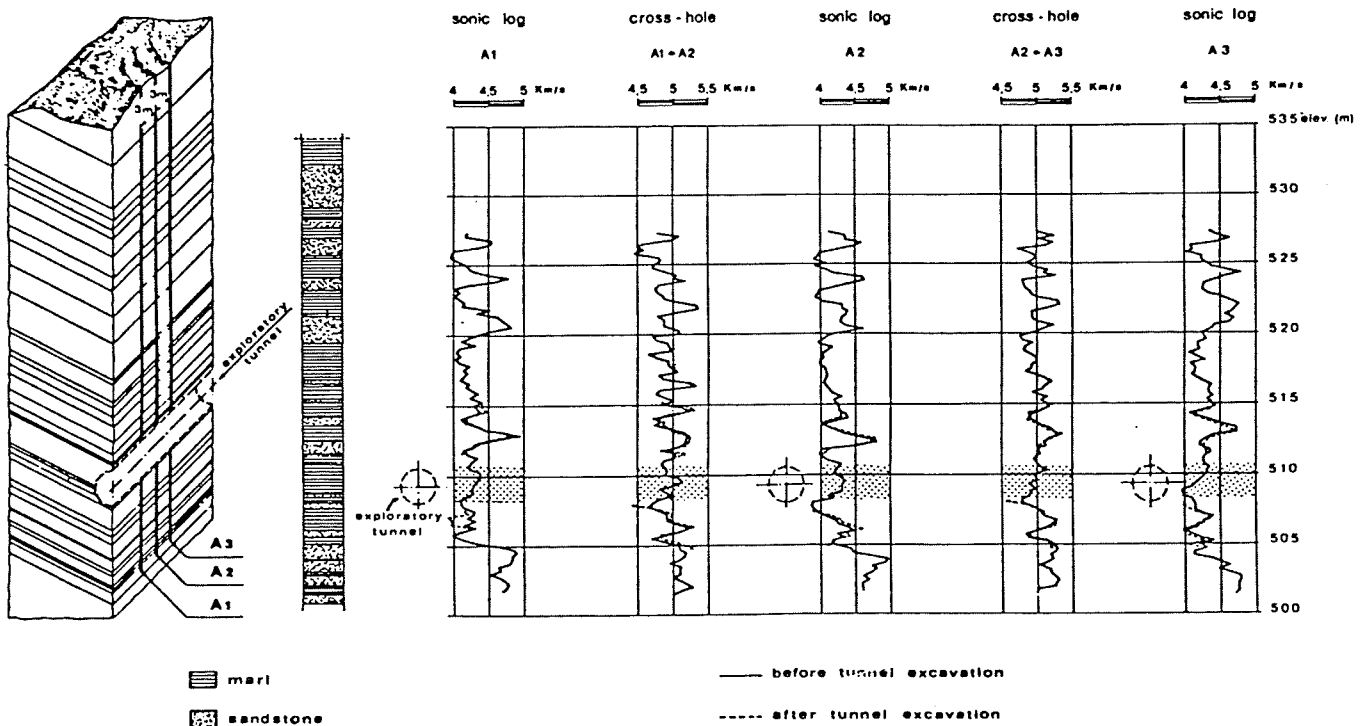 sonic log cross-hole sonic log cross-hole sonic log
A1 A1÷A2 A2 A2÷A3 A3
4 4,5 5 Km/s 4,5 5 5,5 Km/s 4 4,5 5 Km/s 4,5 5 5,5 Km/s 4 4,5 5 Km/s
3m 3m
535 elev. (m)
530
525
520
515
510
505
500
exploratory
tunnel
exploratory
tunnel
A3
A2
A1
marl
sandstone
before tunnel excavation
after tunnel excavation